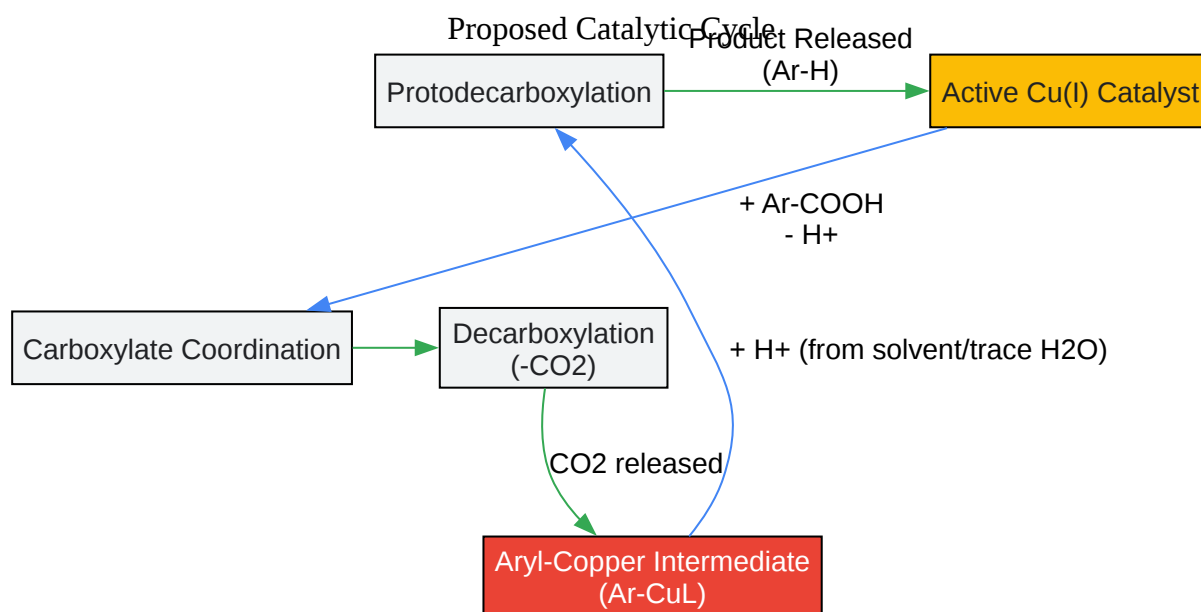 Proposed Catalytic Cycle
Product Released
(Ar-H)
Protodecarboxylation
Active Cu(I) Catalyst
+ Ar-COOH
- H+
Carboxylate Coordination
Decarboxylation
(-CO2)
+ H+ (from solvent/trace H2O)
CO2 released
Aryl-Copper Intermediate
(Ar-CuL)